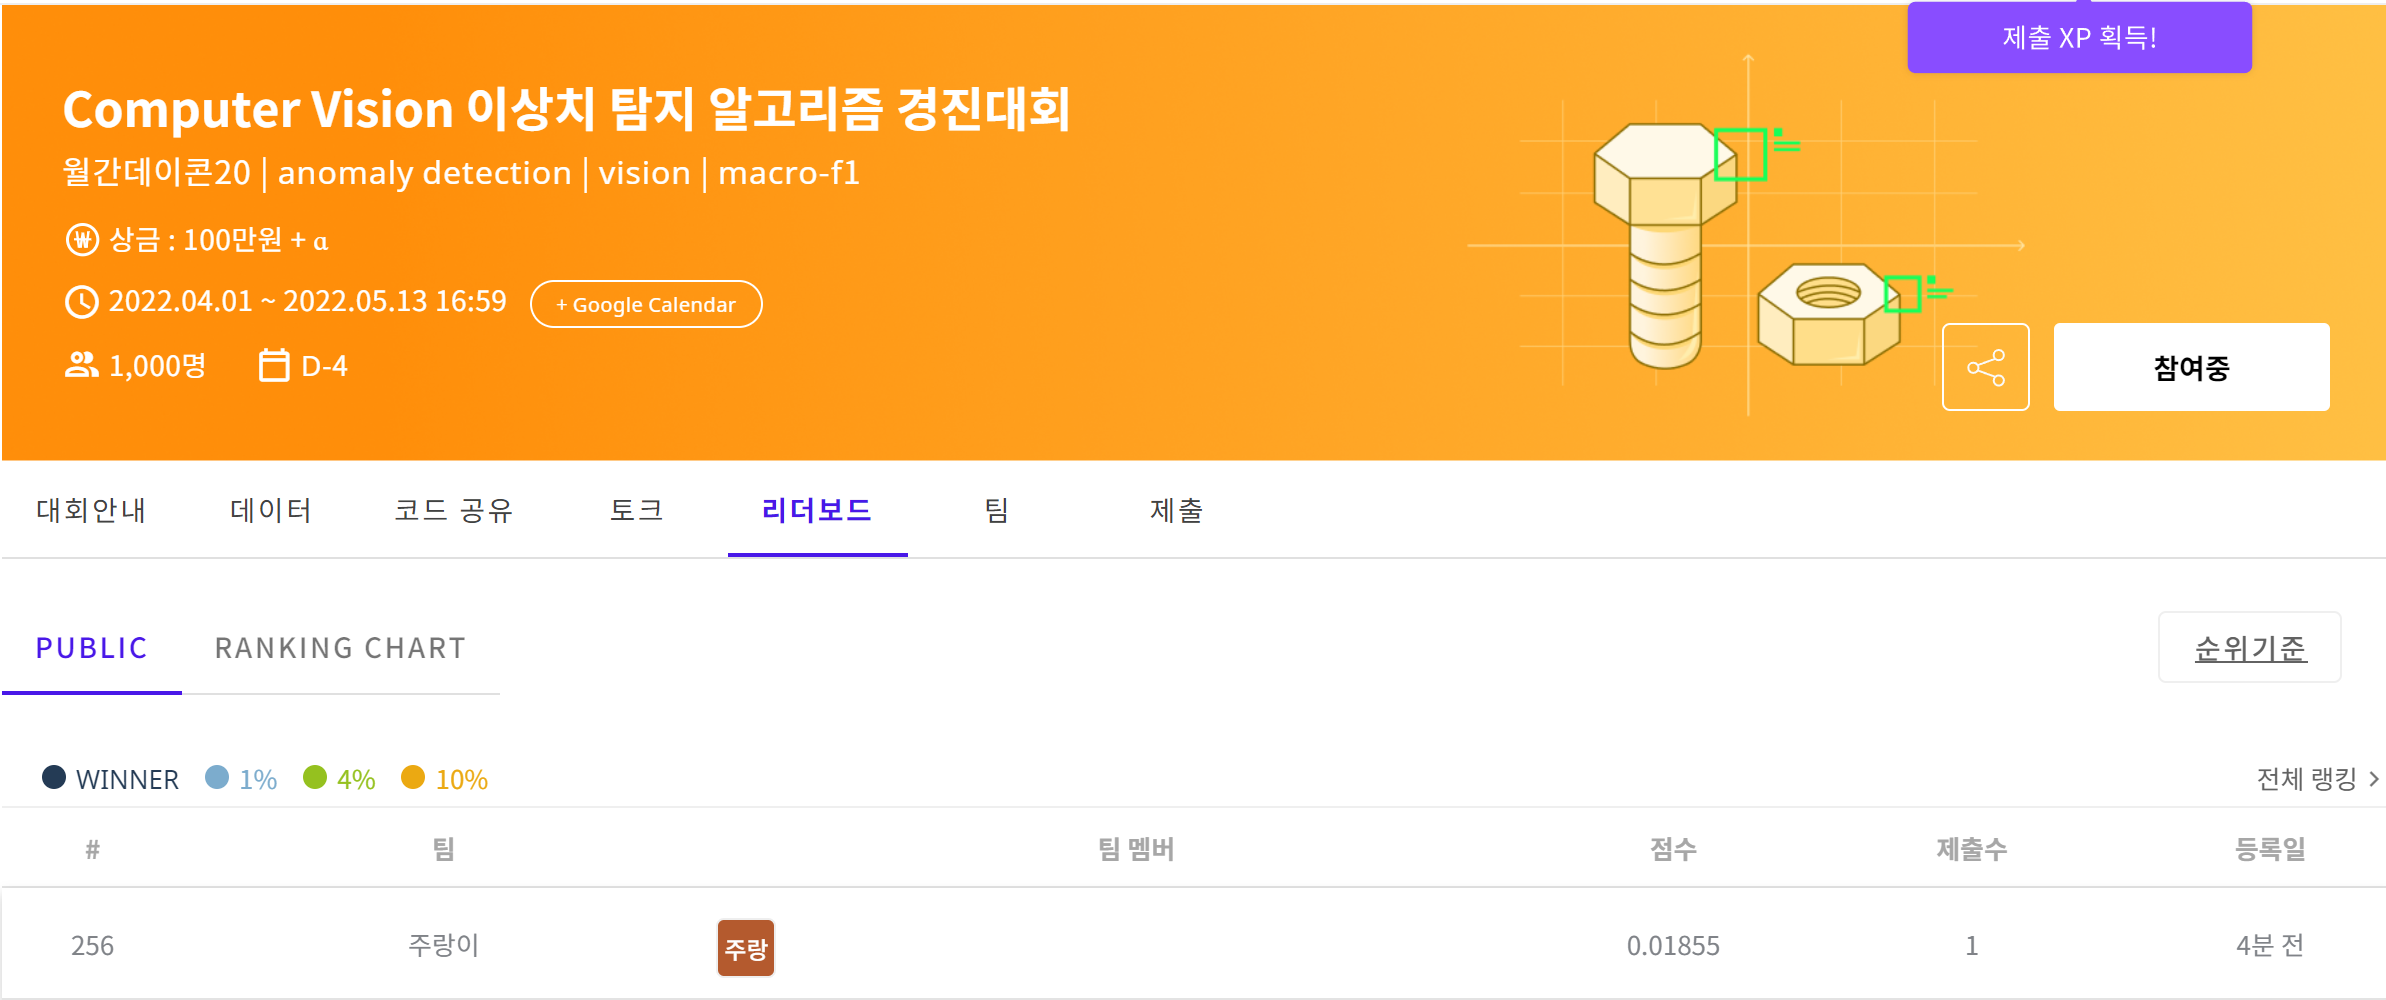 제출 XP 획득!
Computer Vision 이상치 탐지 알고리즘 경진대회
월간데이콘20 | anomaly detection | vision | macro-f1
상금 : 100만원 + α
2022.04.01 ~ 2022.05.13 16:59 + Google Calendar
1,000명 D-4
참여중
대회안내 데이터 코드 공유 토크 리더보드 팀 제출
PUBLIC RANKING CHART 순위기준
WINNER 1% 4% 10% 전체 랭킹 >
# 팀 팀 멤버 점수 제출수 등록일
256 주랑이 주랑 0.01855 1 4분 전